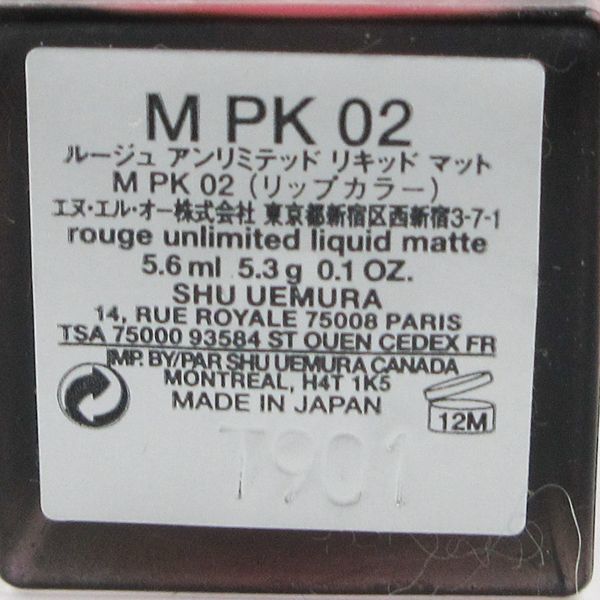 M PK 02
ルージュ アンリミテッド リキッド マット
M PK 02 (リップカラー)
エヌ・エル・オー株式会社 東京都新宿区西新宿3-7-1
rouge unlimited liquid matte
5.6 ml 5.3 g 0.1 OZ.
SHU UEMURA
14, RUE ROYALE 75008 PARIS
TSA 75000 93584 ST OUEN CEDEX FR
IMP. BY/PAR SHU UEMURA CANADA
MONTREAL, H4T 1K5
MADE IN JAPAN
12M
T901